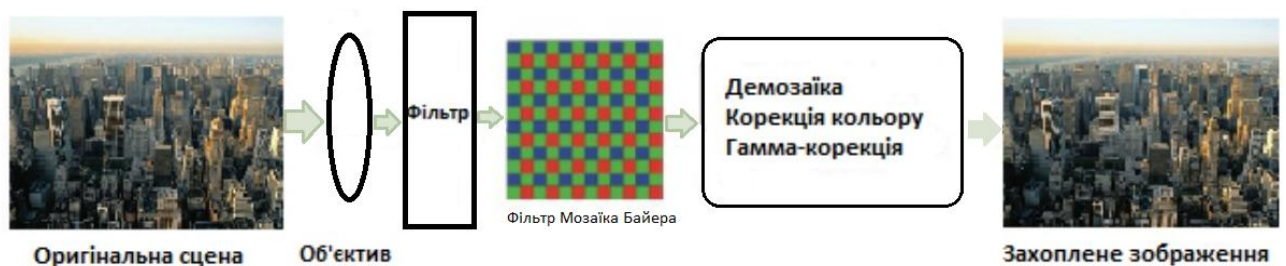 Фільтр
Демозаїка
Корекція кольору
Гамма-корекція
Фільтр Мозаїка Байера
Оригінальна сцена
Об'єктив
Захоплене зображення